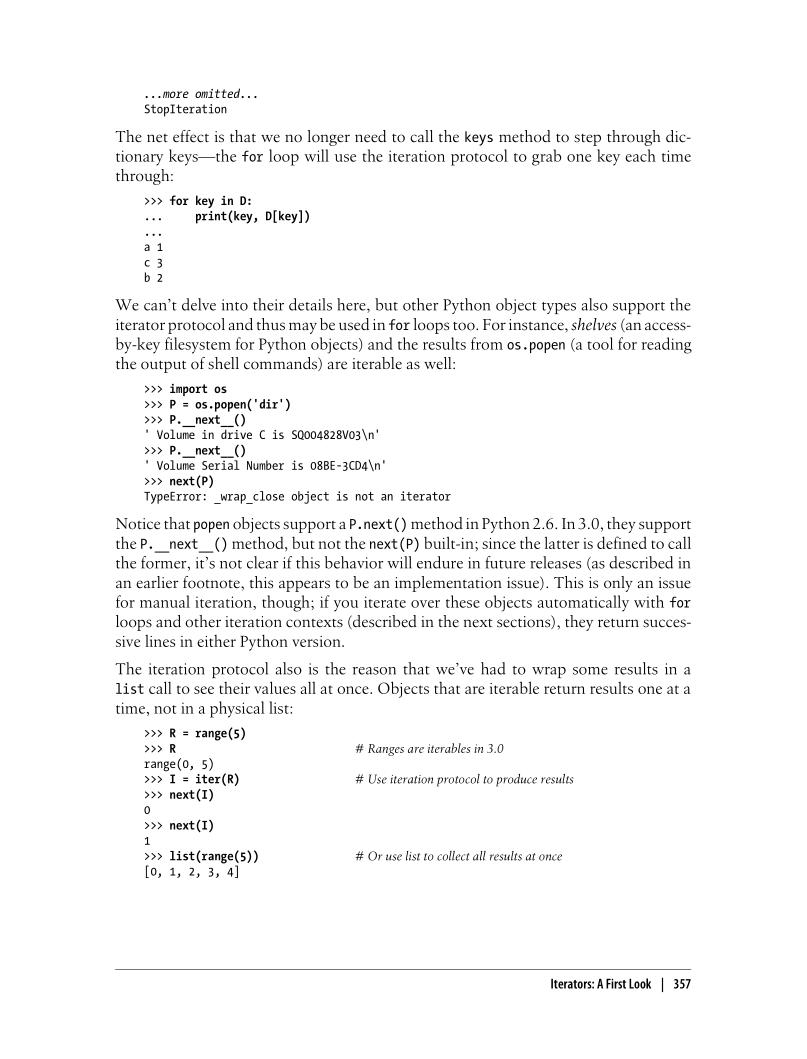 ...more omitted...
StopIteration
The net effect is that we no longer need to call the keys method to step through dic-
tionary keys—the for loop will use the iteration protocol to grab one key each time
through:
>>> for key in D:
...     print(key, D[key])
...
a 1
c 3
b 2
We can't delve into their details here, but other Python object types also support the
iterator protocol and thus may be used in for loops too. For instance, shelves (an access-
by-key filesystem for Python objects) and the results from os.popen (a tool for reading
the output of shell commands) are iterable as well:
>>> import os
>>> P = os.popen('dir')
>>> P.__next__()
' Volume in drive C is SQ004828V03\n'
>>> P.__next__()
' Volume Serial Number is 08BE-3CD4\n'
>>> next(P)
TypeError: _wrap_close object is not an iterator
Notice that popen objects support a P.next() method in Python 2.6. In 3.0, they support
the P.__next__() method, but not the next(P) built-in; since the latter is defined to call
the former, it's not clear if this behavior will endure in future releases (as described in
an earlier footnote, this appears to be an implementation issue). This is only an issue
for manual iteration, though; if you iterate over these objects automatically with for
loops and other iteration contexts (described in the next sections), they return succes-
sive lines in either Python version.
The iteration protocol also is the reason that we've had to wrap some results in a
list call to see their values all at once. Objects that are iterable return results one at a
time, not in a physical list:
>>> R = range(5)
>>> R # Ranges are iterables in 3.0
range(0, 5)
>>> I = iter(R) # Use iteration protocol to produce results
>>> next(I)
0
>>> next(I)
1
>>> list(range(5)) # Or use list to collect all results at once
[0, 1, 2, 3, 4]
Iterators: A First Look | 357